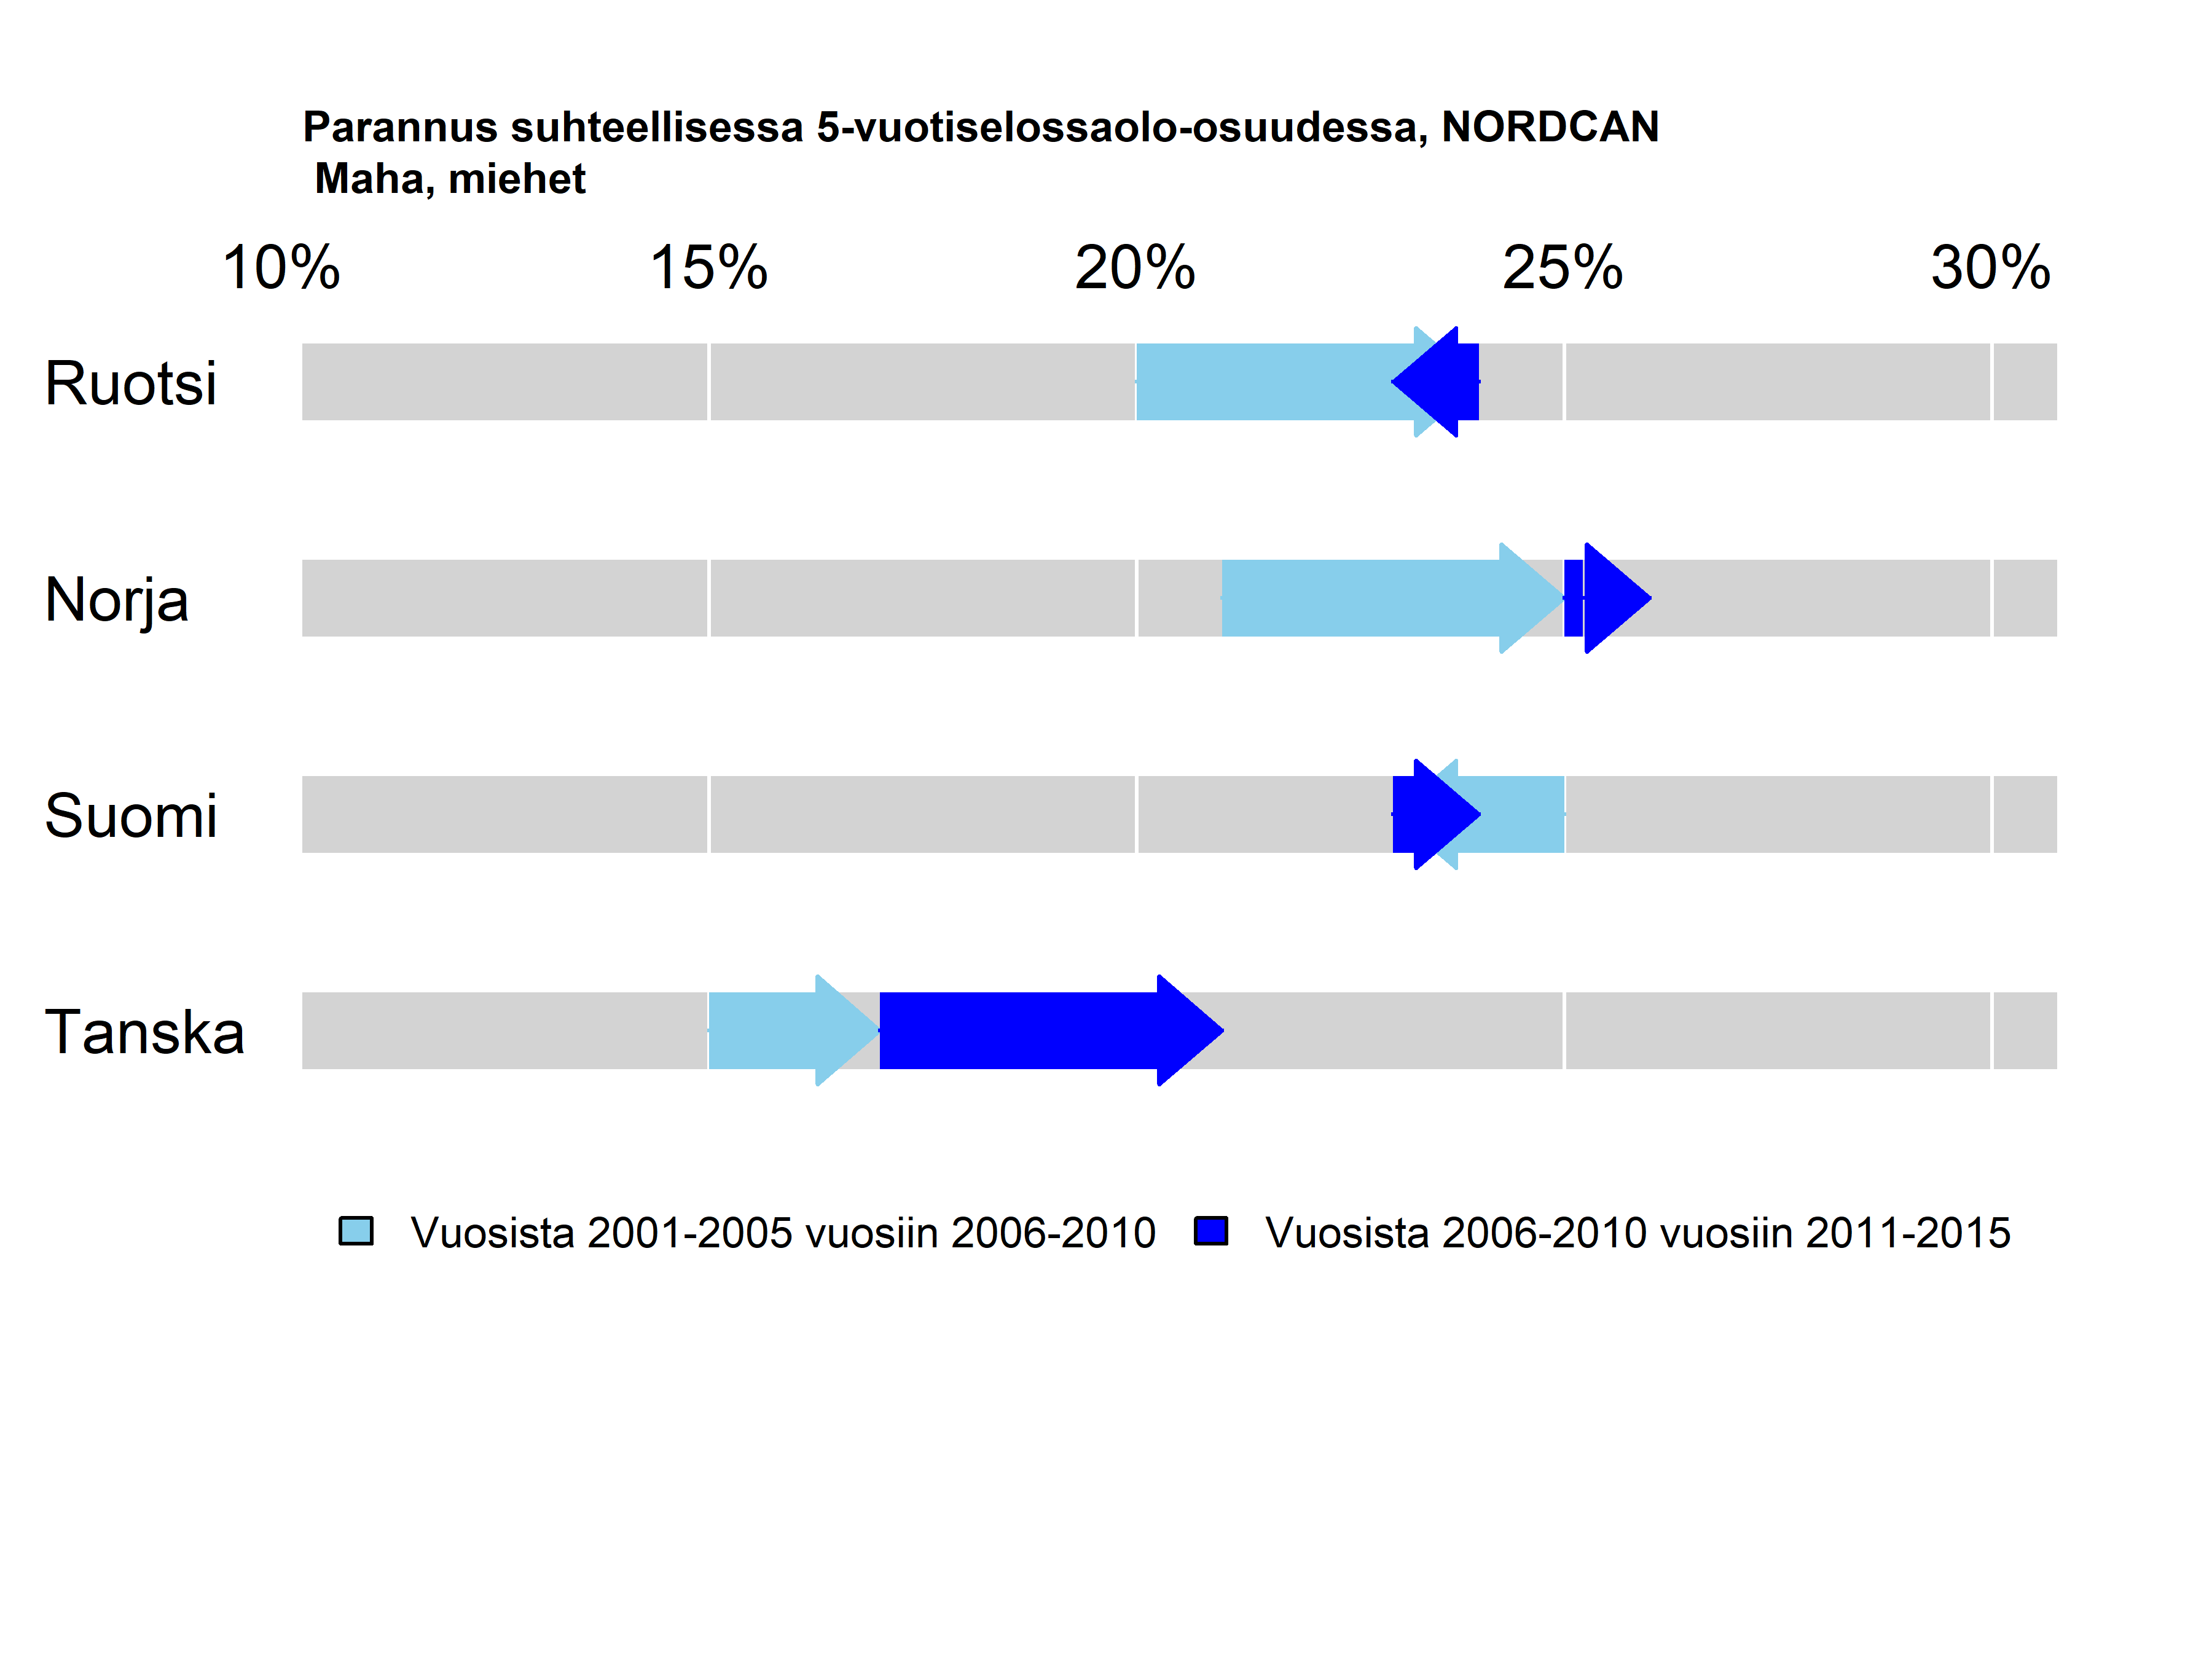 Parannus suhteellisessa 5-vuotiselossaolo-osuudessa, NORDCAN
Maha, miehet
10% 15% 20% 25% 30%
Ruotsi
Norja
Suomi
Tanska
Vuosista 2001-2005 vuosiin 2006-2010 Vuosista 2006-2010 vuosiin 2011-2015